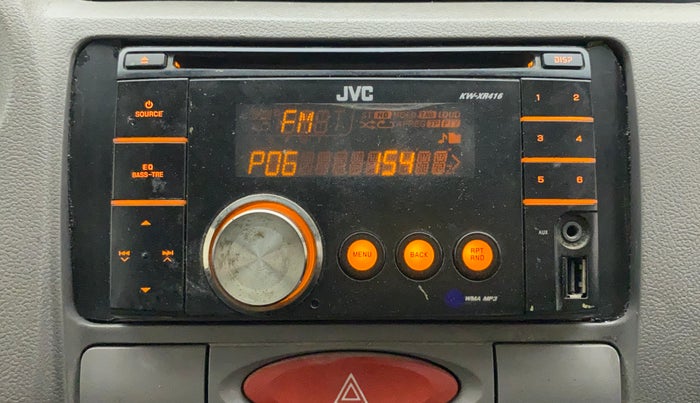 DISP
JVC
KW-XR416
SOURCE
EQ
BASS-TRE
FM
P06 154
1 2
3 4
5 6
AUX
MENU
BACK
RPT
RND
WMA MP3